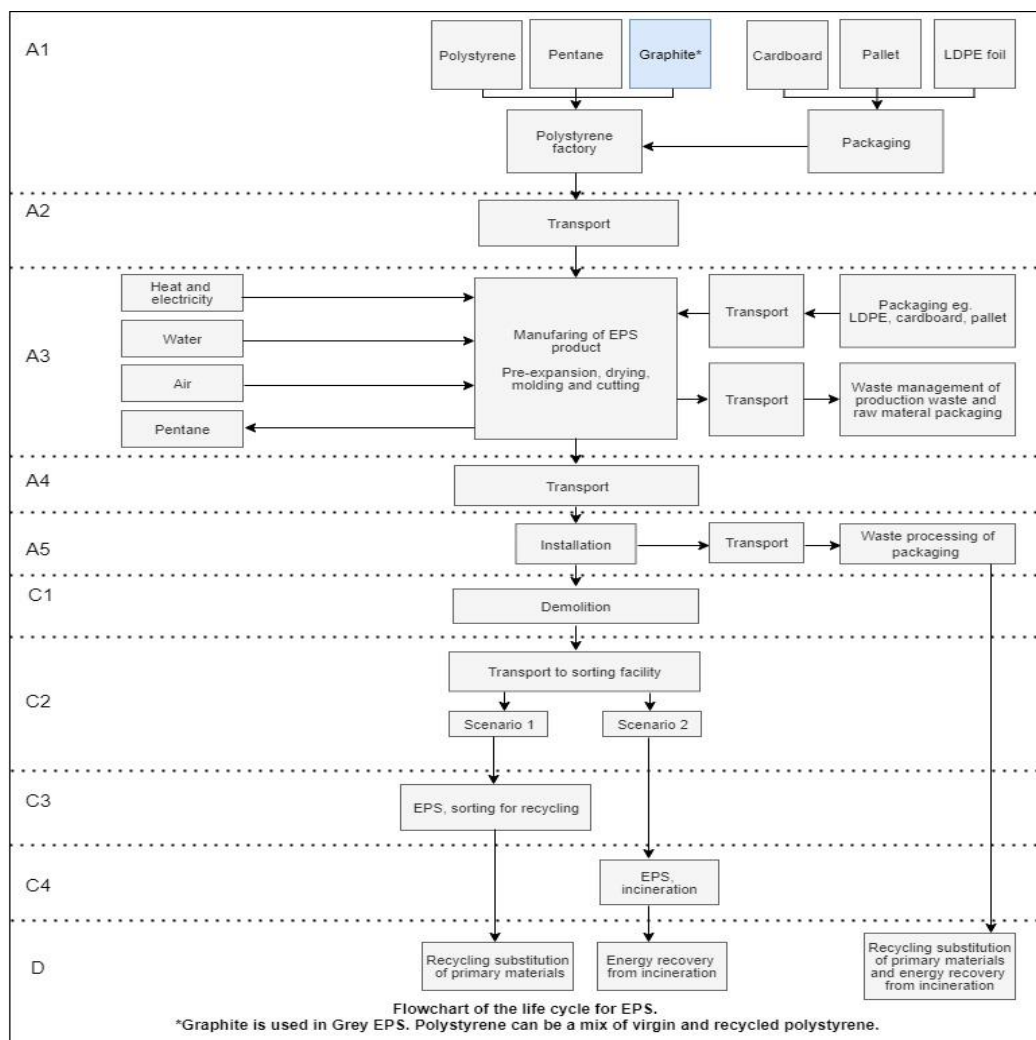 A1
Polystyrene
Pentane
Graphite*
Cardboard
Pallet
LDPE foil
Polystyrene
factory
Packaging
A2
Transport
A3
Heat and
electricity
Water
Air
Pentane
Manufaring of EPS
product
Pre-expansion, drying,
molding and cutting
Transport
Packaging eg.
LDPE, cardboard, pallet
Transport
Waste management of
production waste and
raw materal packaging
A4
Transport
A5
Installation
Transport
Waste processing of
packaging
C1
Demolition
C2
Transport to sorting facility
Scenario 1
Scenario 2
C3
EPS, sorting for recycling
C4
EPS,
incineration
D
Recycling substitution
of primary materials
Energy recovery
from incineration
Recycling substitution
of primary materials
and energy recovery
from incineration
Flowchart of the life cycle for EPS.
*Graphite is used in Grey EPS. Polystyrene can be a mix of virgin and recycled polystyrene.